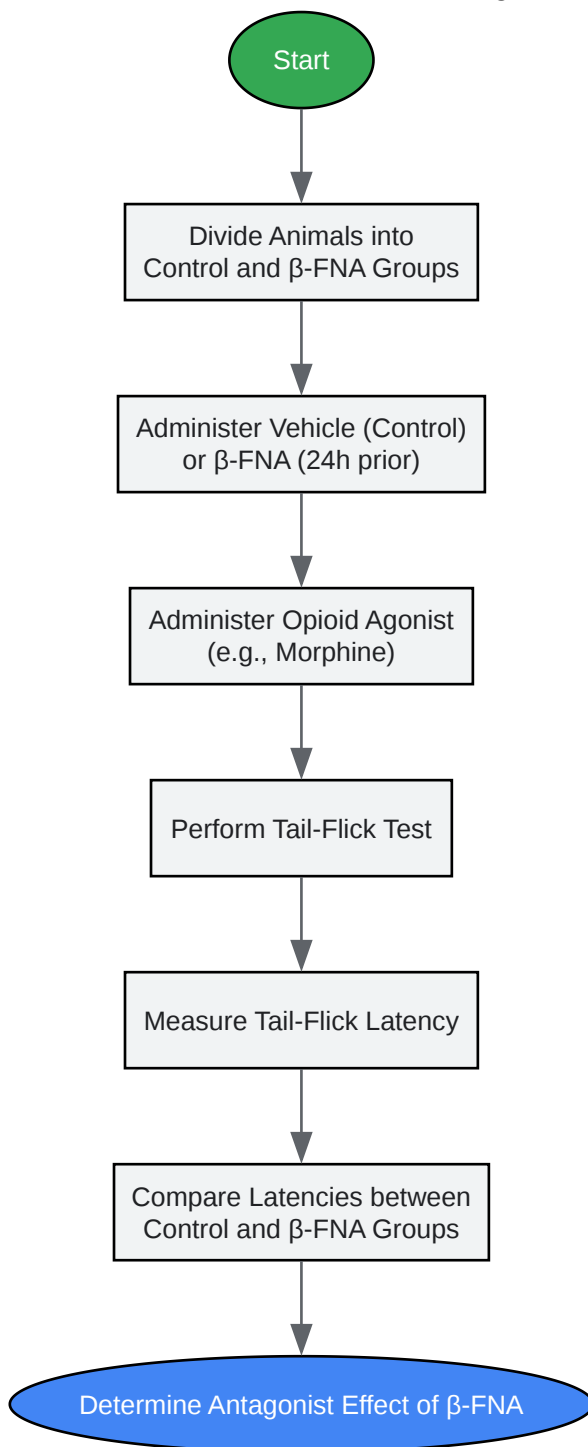 Start
Divide Animals into
Control and β-FNA Groups
Administer Vehicle (Control)
or β-FNA (24h prior)
Administer Opioid Agonist
(e.g., Morphine)
Perform Tail-Flick Test
Measure Tail-Flick Latency
Compare Latencies between
Control and β-FNA Groups
Determine Antagonist Effect of β-FNA